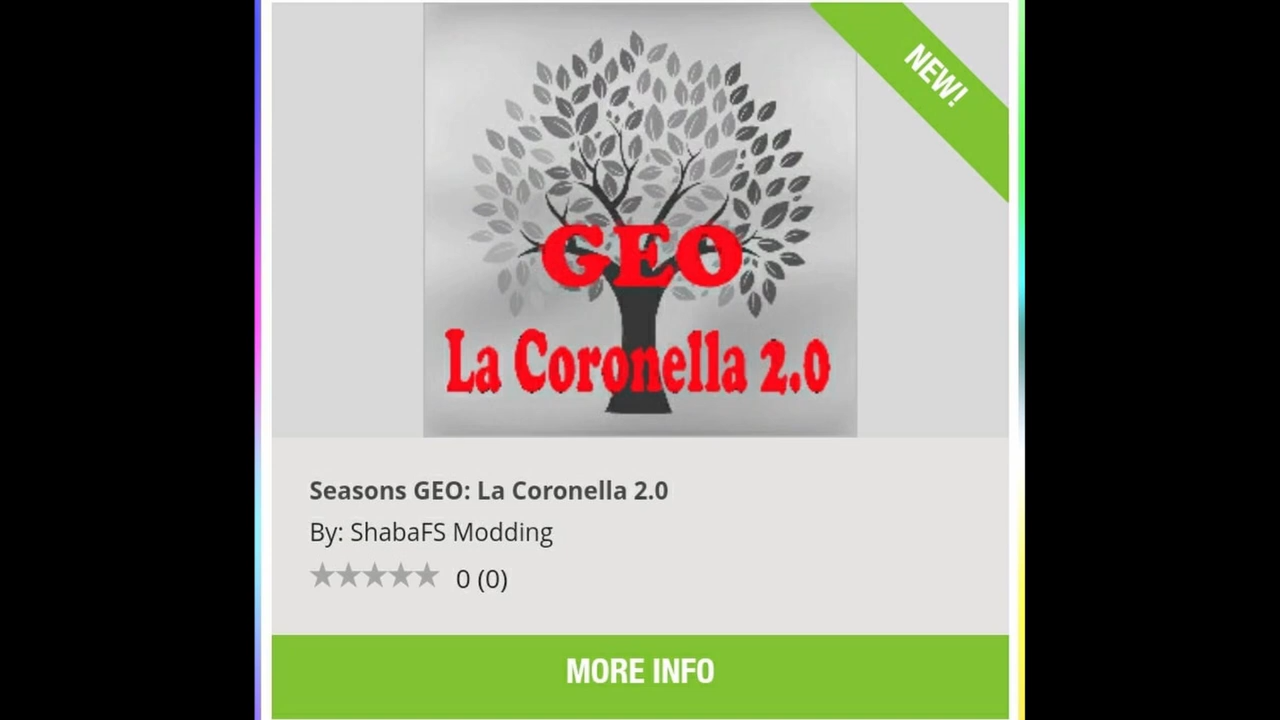 NEW!
GEO
La Coronella 2.0
Seasons GEO: La Coronella 2.0
By: ShabaFS Modding
0 (0)
MORE INFO